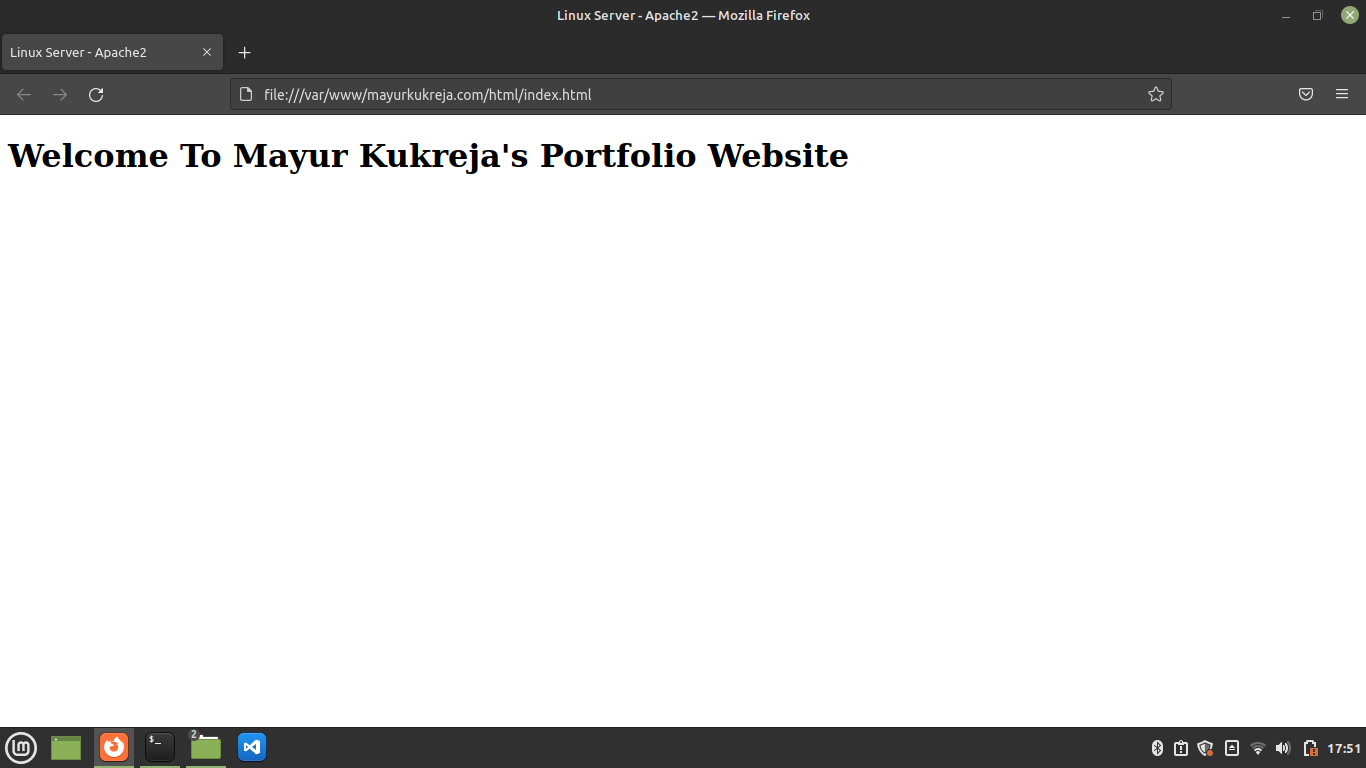 Linux Server - Apache2 — Mozilla Firefox
Linux Server - Apache2
file:///var/www/mayurkukreja.com/html/index.html
Welcome To Mayur Kukreja's Portfolio Website
$_
2
17:51